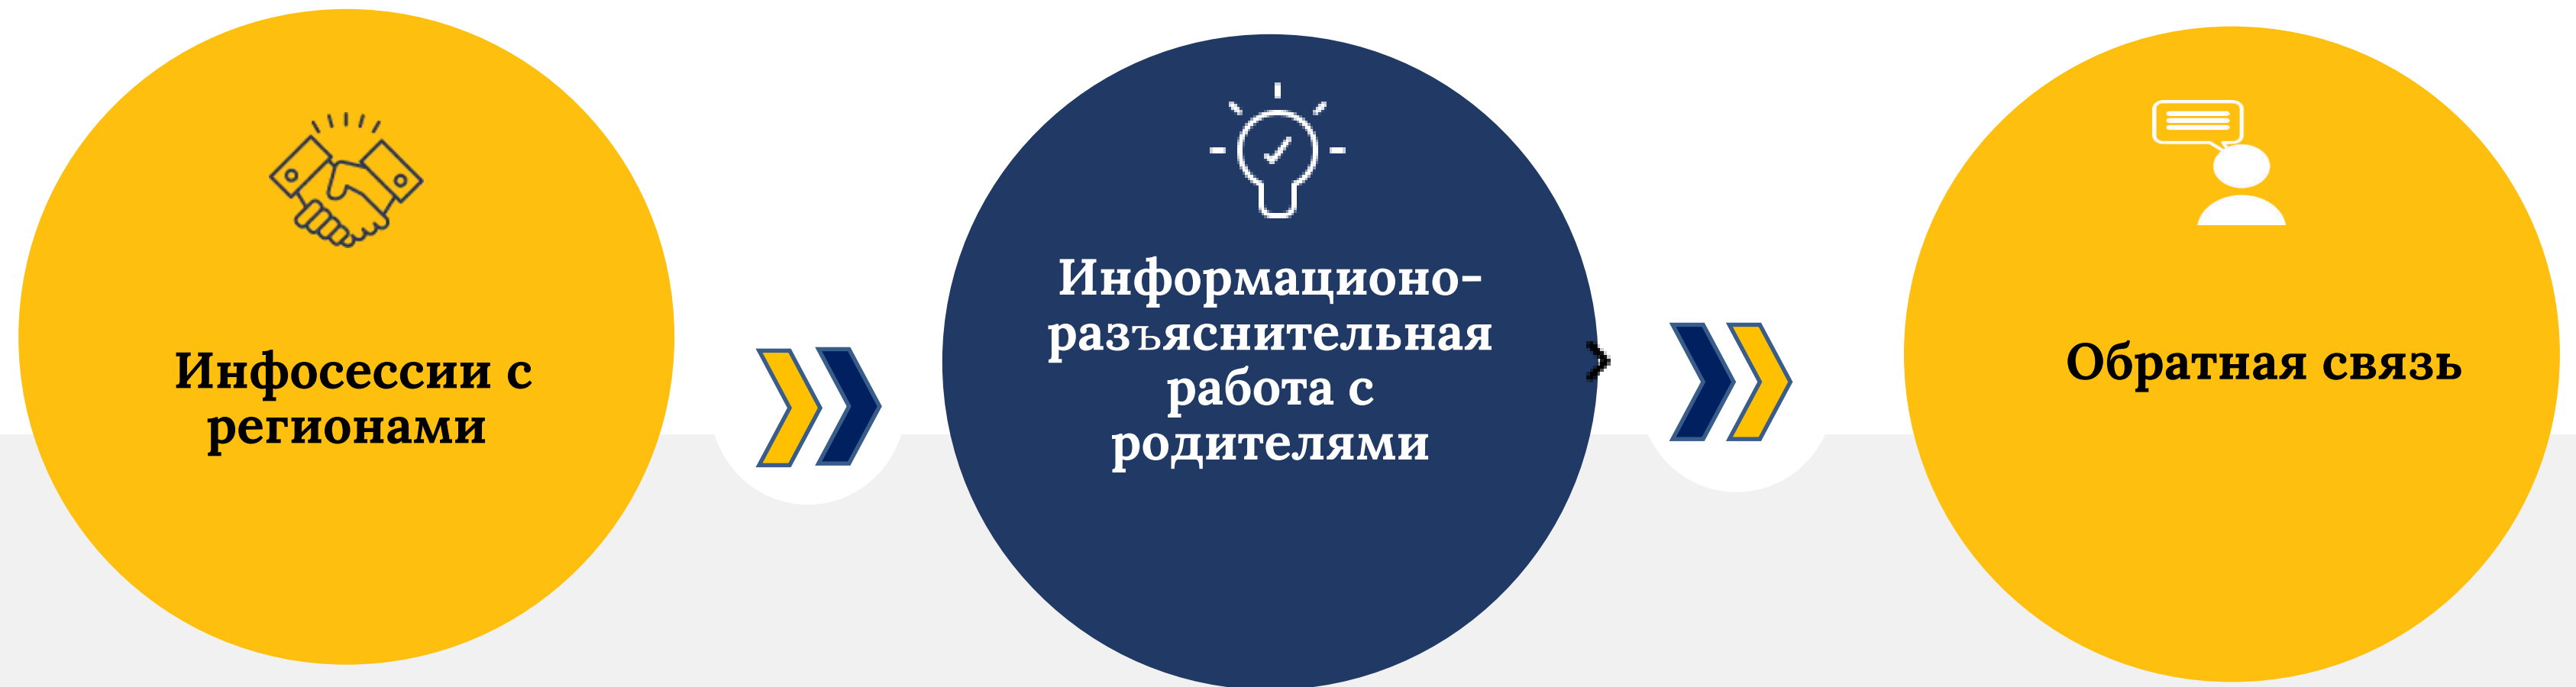 Инфосессии с
регионами
Информационо-
разъяснительная
работа с
родителями
Обратная связь